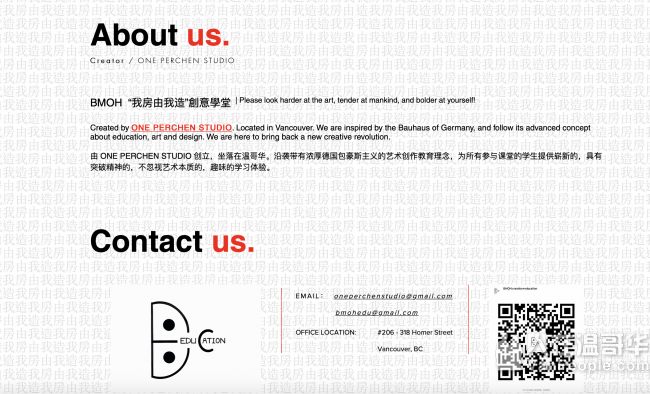 About us.
Creator / ONE PERCHEN STUDIO
BMOH “我房由我造”創意學堂 | Please look harder at the art, tender at mankind, and bolder at yourself!
Created by ONE PERCHEN STUDIO. Located in Vancouver. We are inspired by the Bauhaus of Germany, and follow its advanced concept
about education, art and design. We are here to bring back a new creative revolution.
由 ONE PERCHEN STUDIO 创立，坐落在温哥华。沿袭带有浓厚德国包豪斯主义的艺术创作教育理念，为所有参与课堂的学生提供崭新的，具有
突破精神的，不忽视艺术本质的，趣味的学习体验。
Contact us.
EDUCATION
EMAIL: oneperchenstudio@gmail.com
bmohedu@gmail.com
OFFICE LOCATION: #206 - 318 Homer Street
Vancouver, BC
温哥华
people.com